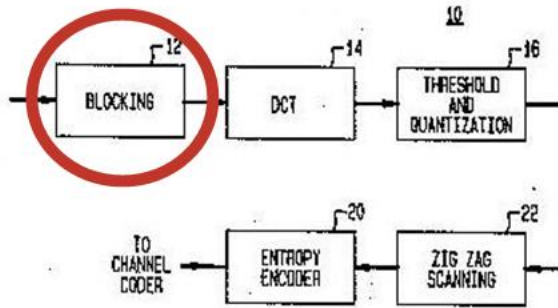 10
12
14
16
BLOCKING
DCT
THRESHOLD
AND
QUANTIZATION
20
22
TO
CHANNEL
CODER
ENTROPY
ENCODER
ZIG ZAG
SCANNING